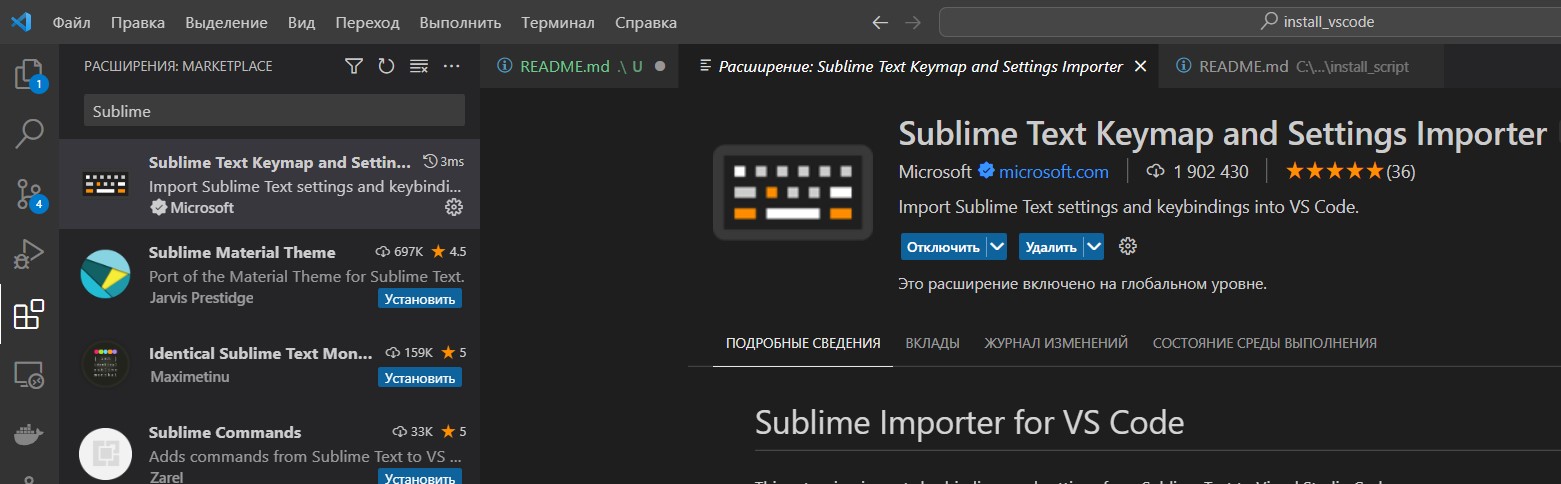 Файл Правка Выделение Вид Переход Выполнить Терминал Справка install_vscode
РАСШИРЕНИЯ: MARKETPLACE
README.md .\ U Расширение: Sublime Text Keymap and Settings Importer README.md C:\...\install_script
1
Sublime
4
Sublime Text Keymap and Settin... 3ms
Import Sublime Text settings and keybindi...
Microsoft
Sublime Material Theme 697K 4.5
Port of the Material Theme for Sublime Text.
Jarvis Prestidge Установить
Identical Sublime Text Mon... 159K 5
Maximetinu Установить
Sublime Commands 33K 5
Adds commands from Sublime Text to VS ...
Zarel Установить
Sublime Text Keymap and Settings Importer
Microsoft microsoft.com 1 902 430 (36)
Import Sublime Text settings and keybindings into VS Code.
Отключить Удалить
Это расширение включено на глобальном уровне.
ПОДРОБНЫЕ СВЕДЕНИЯ ВКЛАДЫ ЖУРНАЛ ИЗМЕНЕНИЙ СОСТОЯНИЕ СРЕДЫ ВЫПОЛНЕНИЯ
Sublime Importer for VS Code